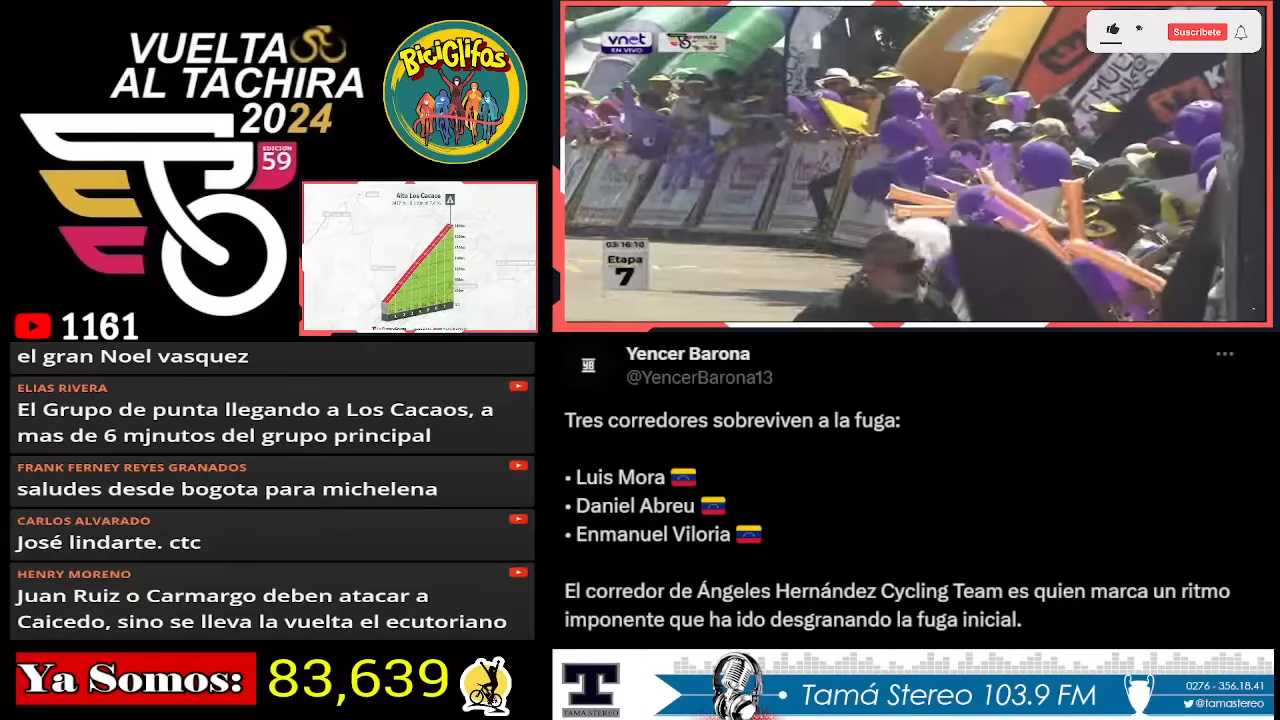 VUELTA
AL TACHIRA
2024
EDICION
59
BiciGlifos
Alto Los Cacaos
1161
el gran Noel vasquez
ELIAS RIVERA
El Grupo de punta llegando a Los Cacaos, a
mas de 6 mjnutos del grupo principal
FRANK FERNEY REYES GRANADOS
saludes desde bogota para michelena
CARLOS ALVARADO
José lindarte. ctc
HENRY MORENO
Juan Ruiz o Carmargo deben atacar a
Caicedo, sino se lleva la vuelta el ecutoriano
Ya Somos: 83,639
vnet
EN VIVO
Suscribete
03:16:10
Etapa
7
Yencer Barona
@YencerBarona13
Tres corredores sobreviven a la fuga:
• Luis Mora 🇻🇪
• Daniel Abreu 🇻🇪
• Enmanuel Viloria 🇻🇪
El corredor de Ángeles Hernández Cycling Team es quien marca un ritmo
imponente que ha ido desgranando la fuga inicial.
T
TAMA STEREO
Tamá Stereo 103.9 FM
0276 - 356.18.41
@tamastereo